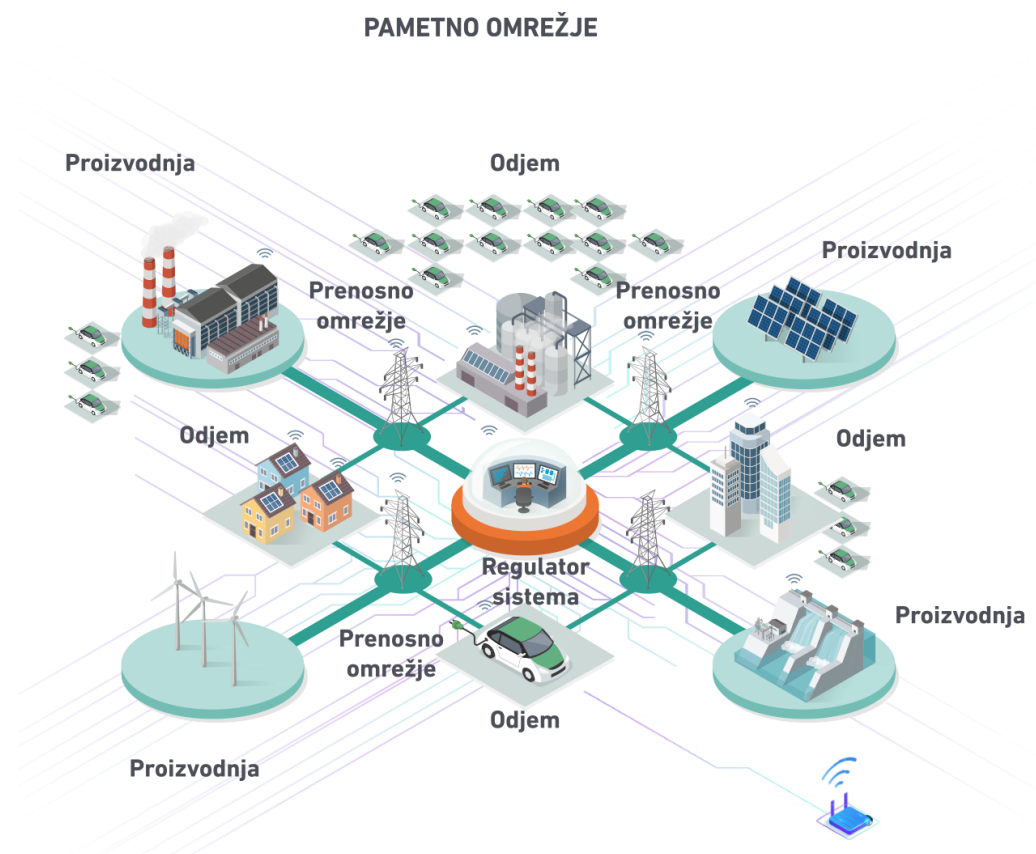 PAMETNO OMREŽJE
Proizvodnja
Odjem
Proizvodnja
Prenosno
omrežje
Prenosno
omrežje
Odjem
Odjem
Regulator
sistema
Proizvodnja
Prenosno
omrežje
Odjem
Proizvodnja